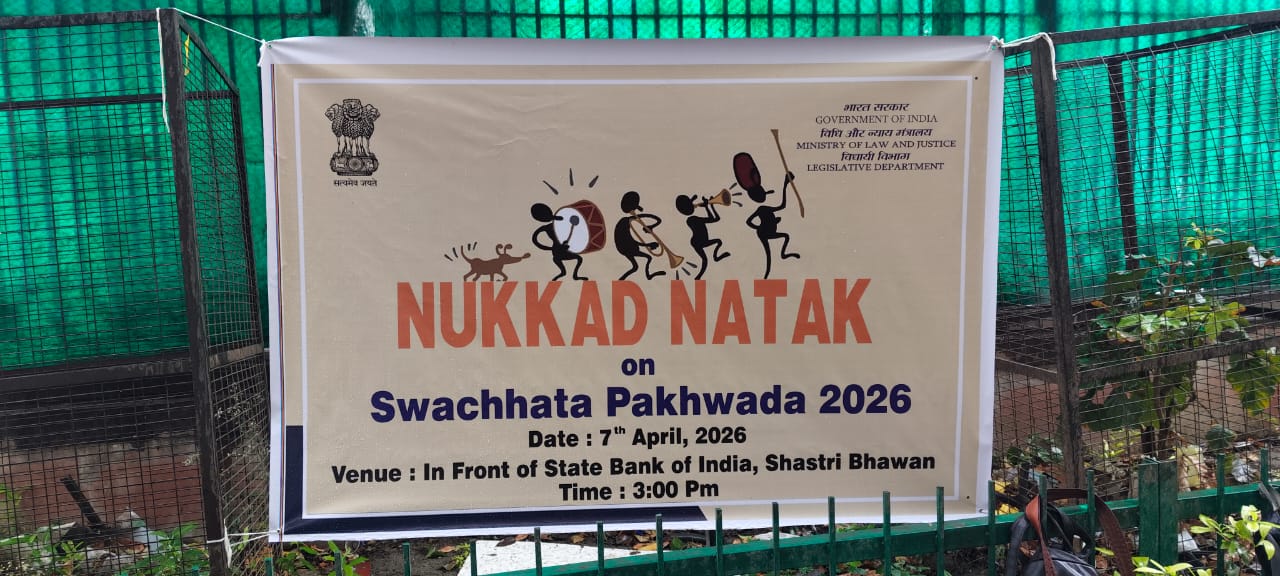 सत्यमेव जयते
भारत सरकार
GOVERNMENT OF INDIA
विधि और न्याय मंत्रालय
MINISTRY OF LAW AND JUSTICE
विधायी विभाग
LEGISLATIVE DEPARTMENT
NUKKAD NATAK
on
Swachhata Pakhwada 2026
Date : 7th April, 2026
Venue : In Front of State Bank of India, Shastri Bhawan
Time : 3:00 Pm